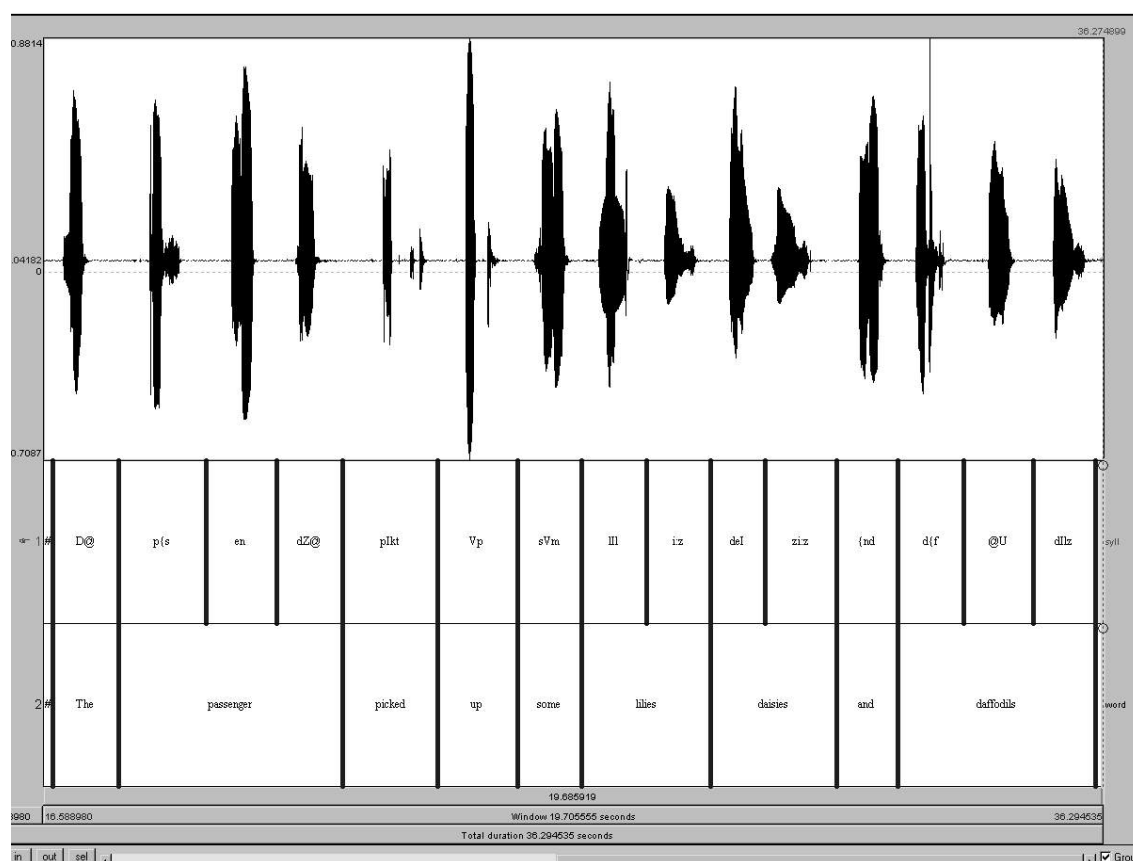 36.274899
0.8814
.04182
0
0.7087
1 # D@ p{s en dZ@ pIkt Vp sVm lIl i:z deI zi:z {nd d{f @U dIlz syll
2 # The passenger picked up some lilies daisies and daffodils word
19.685919
980 16.588980 Window 19.705555 seconds 36.294535
Total duration 36.294535 seconds
in out sel Grou